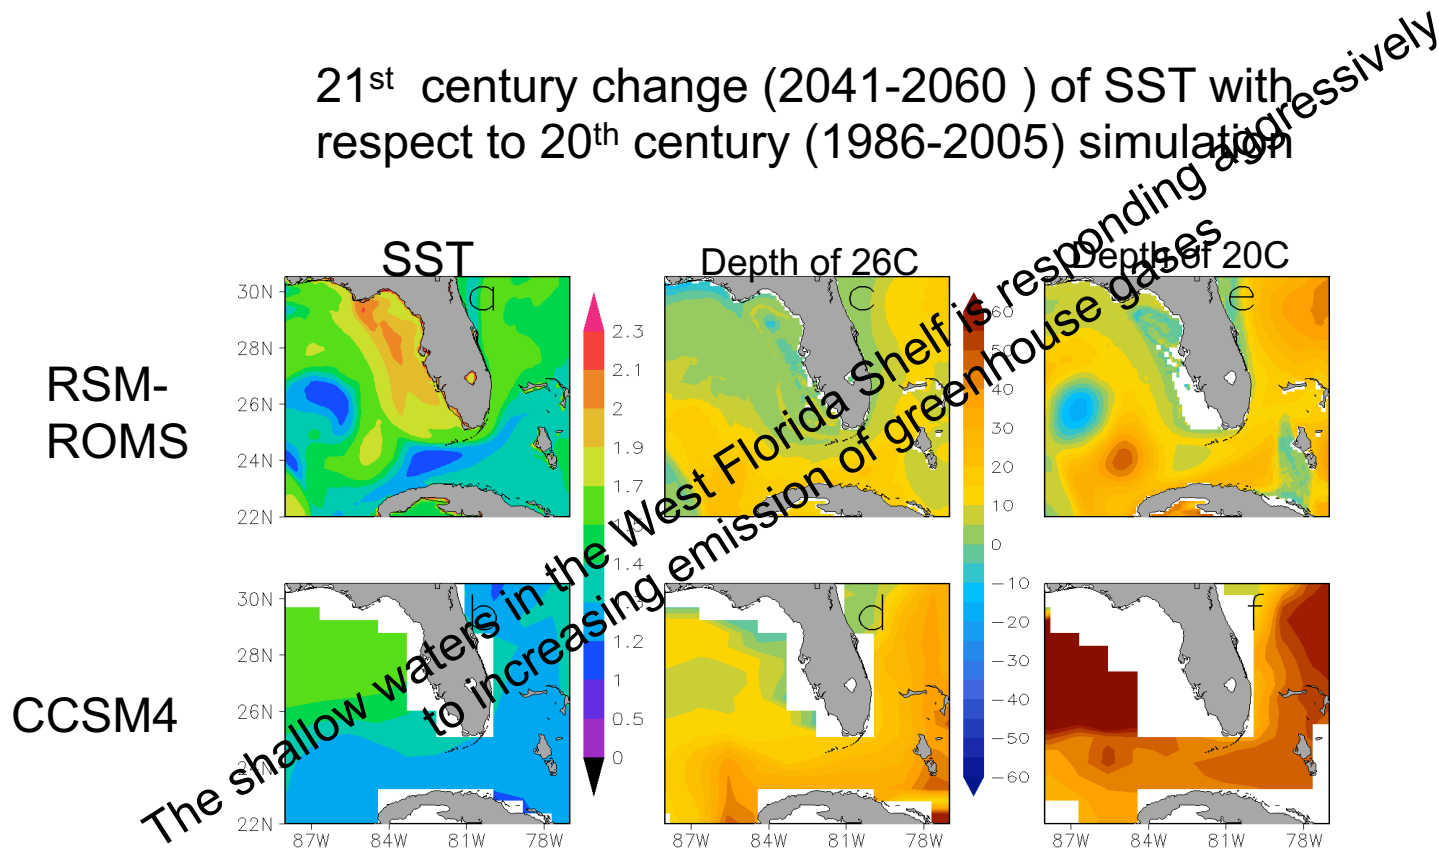 21st century change (2041-2060 ) of SST with
respect to 20th century (1986-2005) simulation
The shallow waters in the West Florida Shelf is responding aggressively
to increasing emission of greenhouse gases
SST
Depth of 26C
Depth of 20C
RSM-
ROMS
CCSM4
a
c
e
b
d
f
30N
28N
26N
24N
22N
2.3
2.1
2
1.9
1.7
1.4
1.2
1
0.5
0
60
40
30
20
10
0
-10
-20
-30
-40
-50
-60
30N
28N
26N
24N
22N
87W 84W 81W 78W
87W 84W 81W 78W
87W 84W 81W 78W